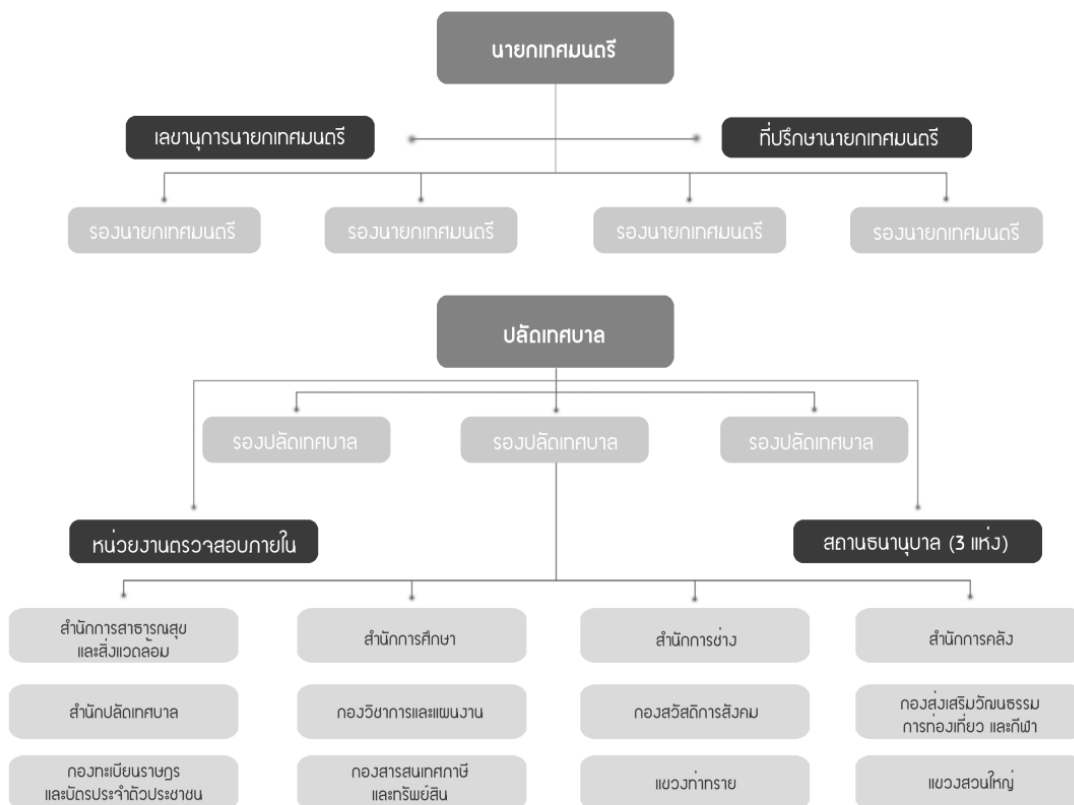 นายกเทศมนตรี
เลขานุการนายกเทศมนตรี
ที่ปรึกษานายกเทศมนตรี
รองนายกเทศมนตรี
รองนายกเทศมนตรี
รองนายกเทศมนตรี
รองนายกเทศมนตรี
ปลัดเทศบาล
รองปลัดเทศบาล
รองปลัดเทศบาล
รองปลัดเทศบาล
หน่วยงานตรวจสอบภายใน
สถานธนานุบาล (3 แห่ง)
สำนักการสาธารณสุข
และสิ่งแวดล้อม
สำนักการศึกษา
สำนักการช่าง
สำนักการคลัง
สำนักปลัดเทศบาล
กองวิชาการและแผนงาน
กองสวัสดิการสังคม
กองส่งเสริมวัฒนธรรม
การท่องเที่ยว และกีฬา
กองทะเบียนราษฎร
และบัตรประจำตัวประชาชน
กองสารสนเทศภาษี
และทรัพย์สิน
แขวงท่าทราย
แขวงสวนใหญ่